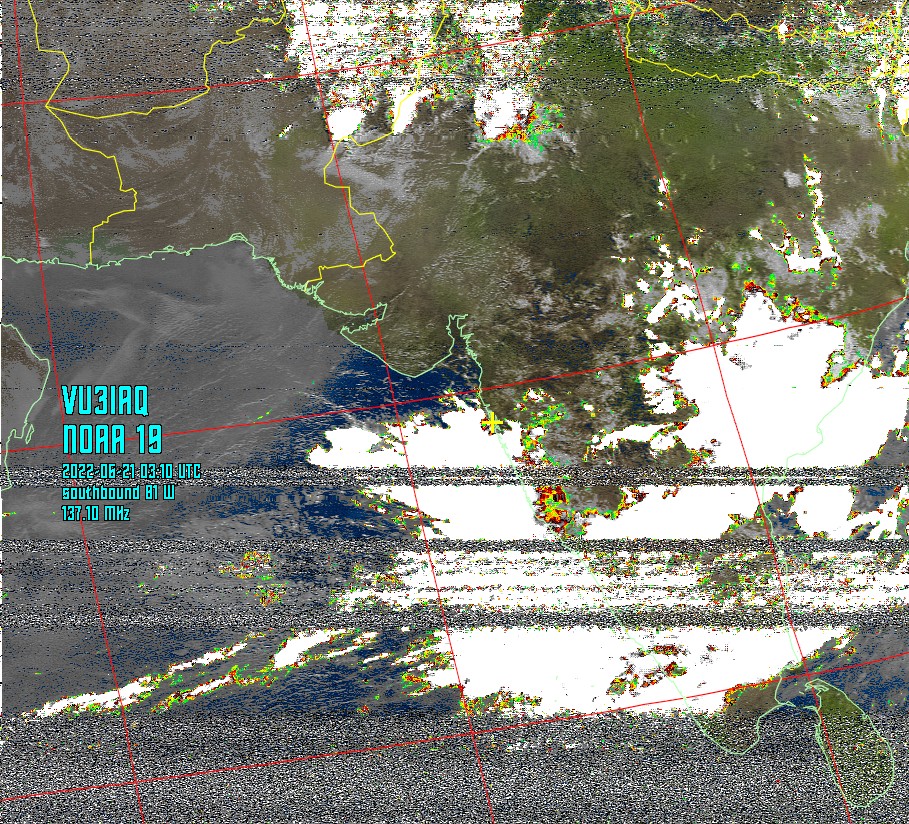 VU3IAQ
NOAA 19
2022-06-21 03:10 UTC
southbound 81 W
137.10 MHz